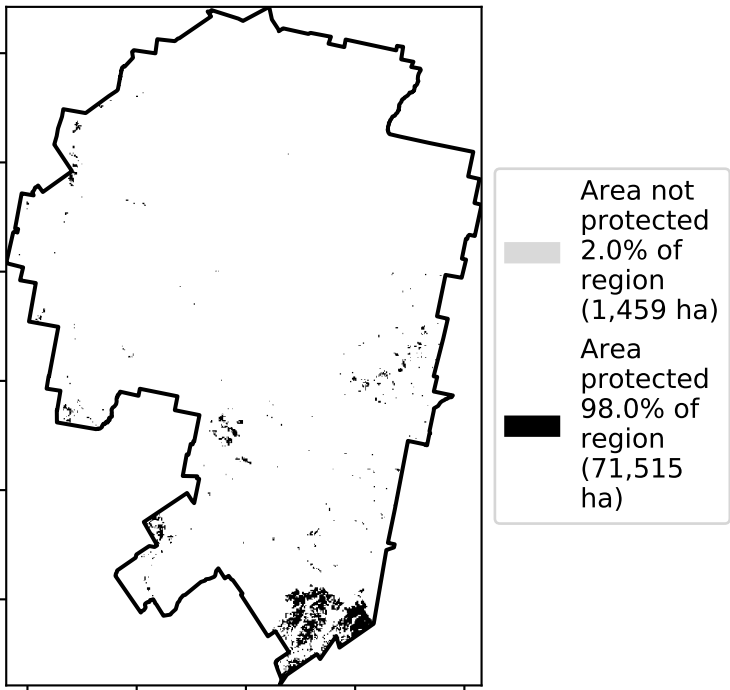 Area not
protected
2.0% of
region
(1,459 ha)
Area
protected
98.0% of
region
(71,515
ha)